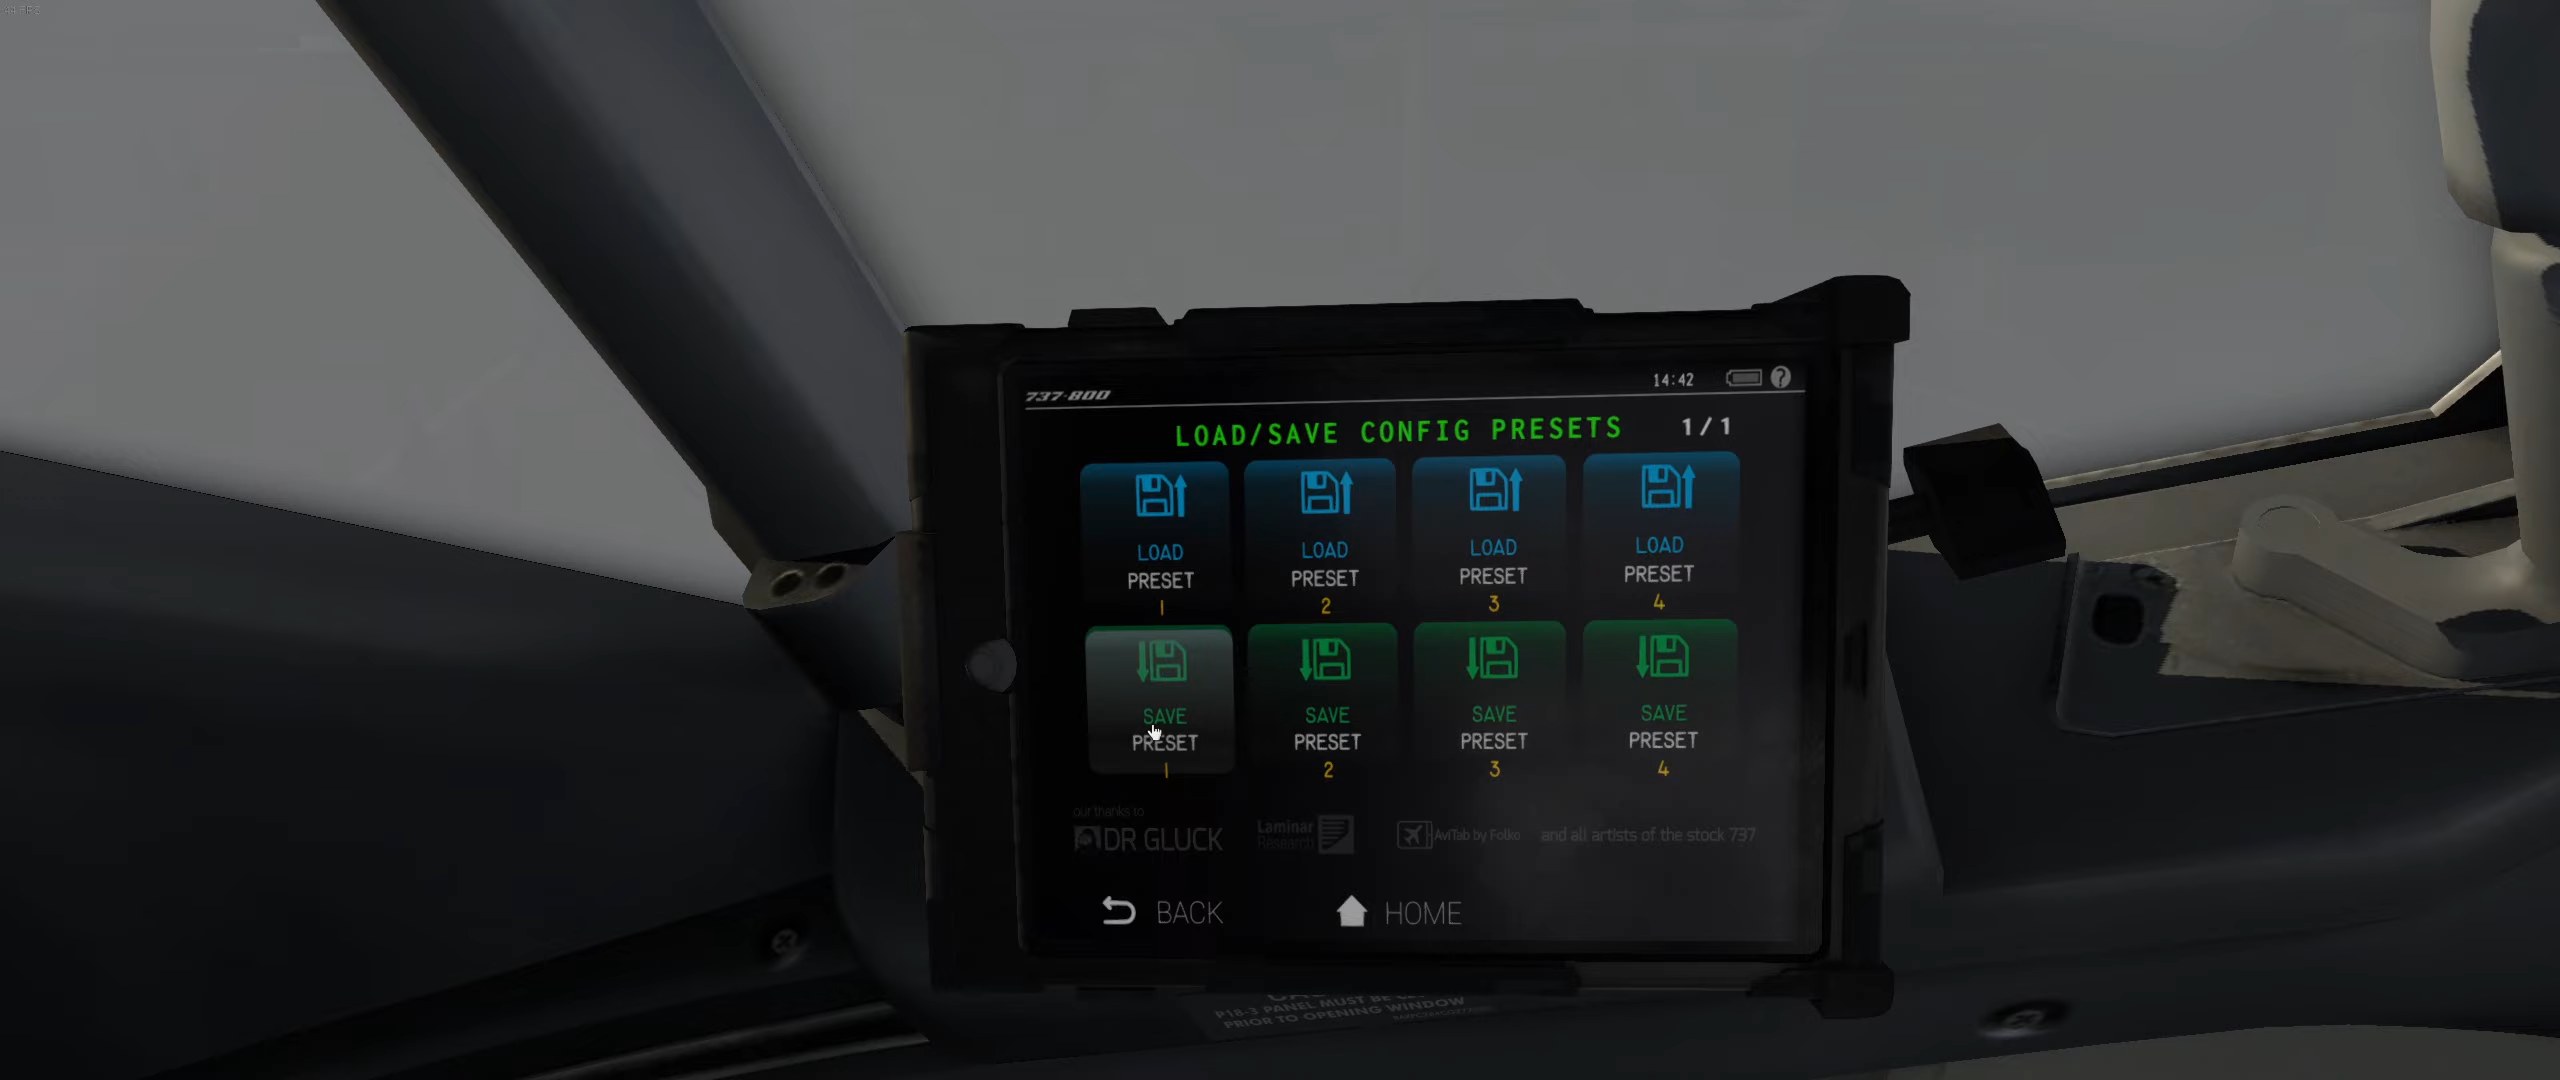 737-800
14:42
LOAD/SAVE CONFIG PRESETS 1/1
LOAD LOAD LOAD LOAD
PRESET PRESET PRESET PRESET
1 2 3 4
SAVE SAVE SAVE SAVE
PRESET PRESET PRESET PRESET
1 2 3 4
our thanks to
DR GLUCK
Laminar
Research
AviTab by Folko
and all artists of the stock 737
BACK HOME
P18-3 PANEL MUST BE
PRIOR TO OPENING WINDOW